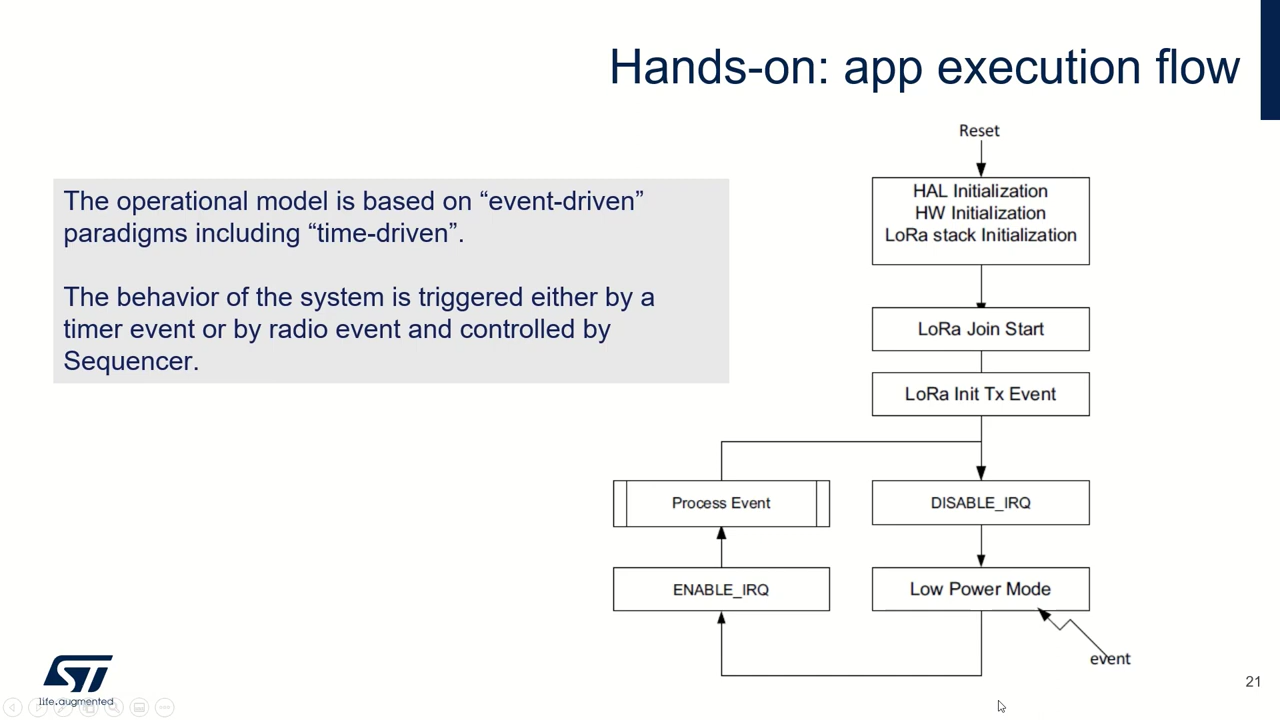 Hands-on: app execution flow
The operational model is based on “event-driven”
paradigms including “time-driven”.
The behavior of the system is triggered either by a
timer event or by radio event and controlled by
Sequencer.
Reset
HAL Initialization
HW Initialization
LoRa stack Initialization
LoRa Join Start
LoRa Init Tx Event
Process Event
DISABLE_IRQ
ENABLE_IRQ
Low Power Mode
event
ST
life.augmented
21